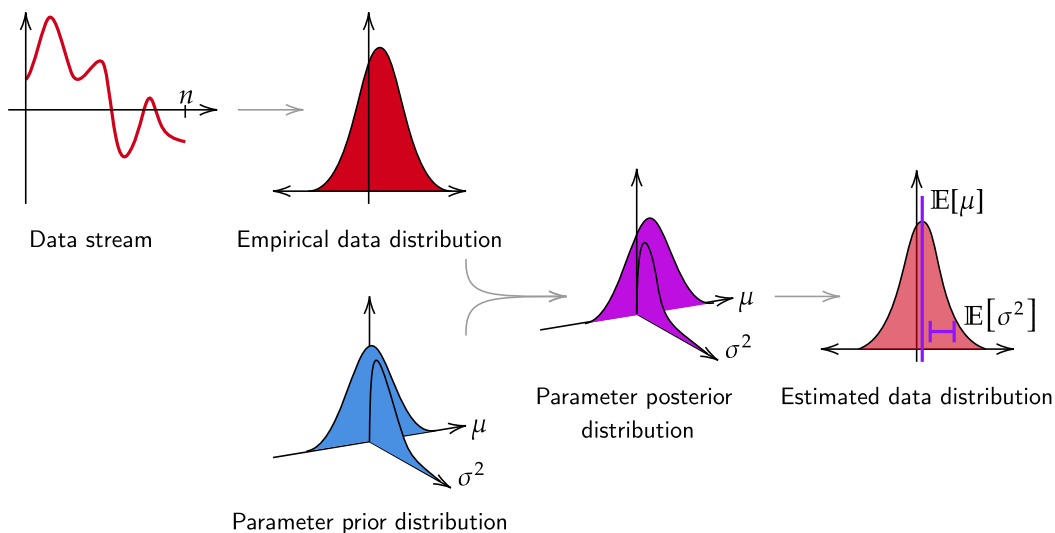 n
Data stream
Empirical data distribution
μ
σ²
Parameter prior distribution
μ
σ²
Parameter posterior
distribution
𝔼[μ]
𝔼[σ²]
Estimated data distribution